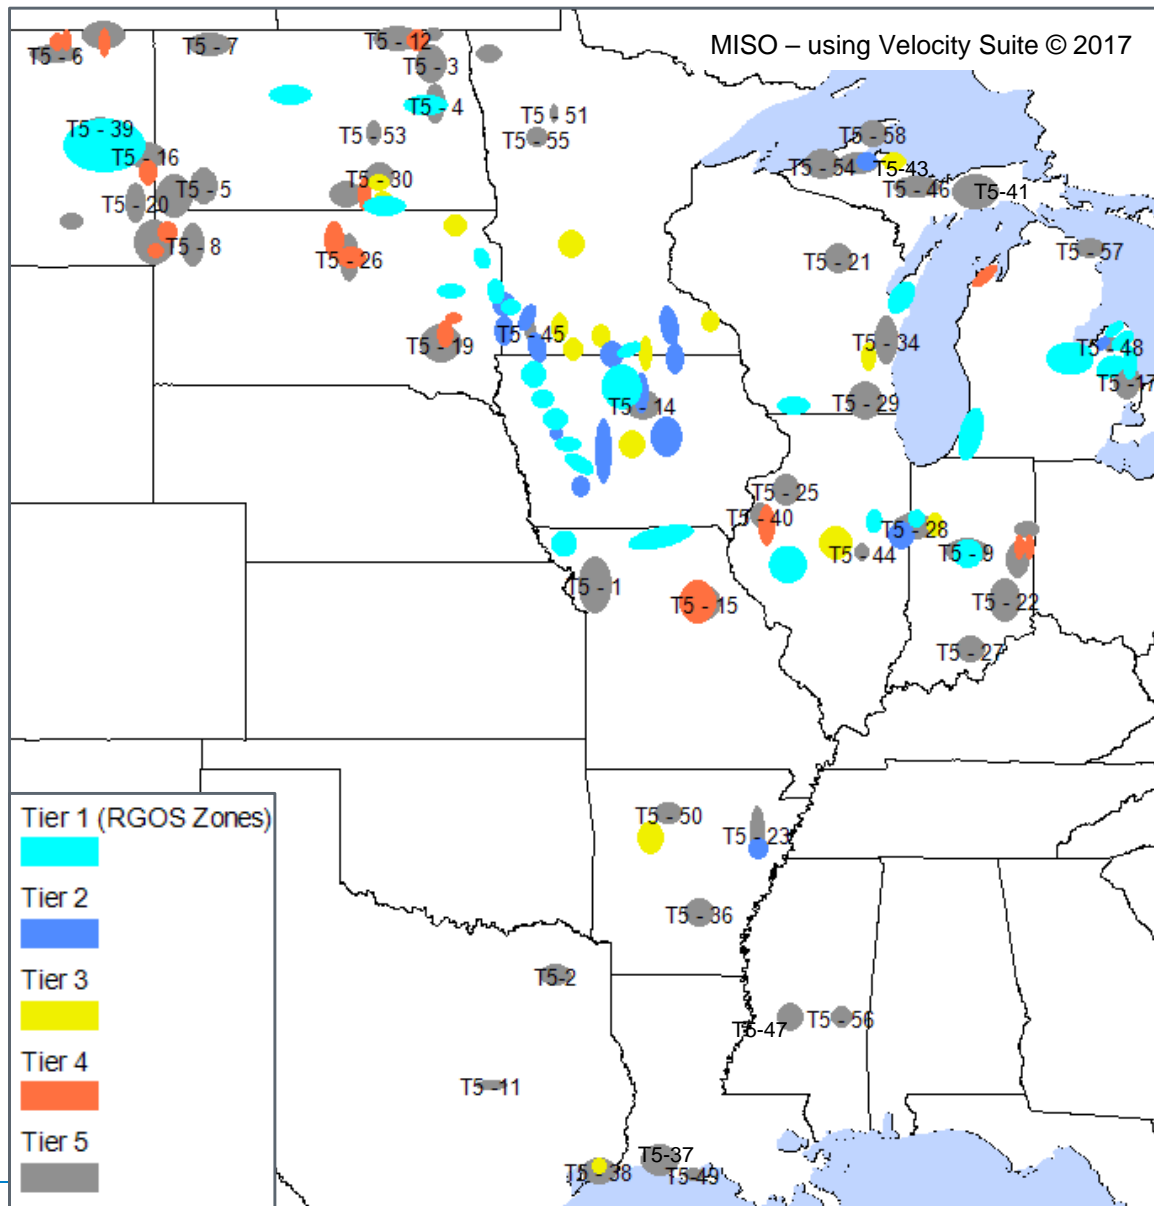 MISO – using Velocity Suite © 2017
T5 - 6
T5 - 7
T5 - 12
T5 - 3
T5 - 4
T5 - 51
T5 - 55
T5 - 39
T5 - 53
T5 - 58
T5 - 16
T5 - 54
T5-43
T5 - 5
T5 - 30
T5 - 46
T5-41
T5 - 20
T5 - 8
T5 - 26
T5 - 21
T5 - 57
T5 - 19
T5 - 45
T5 - 34
T5 - 48
T5 - 17
T5 - 14
T5 - 29
T5 - 25
T5 - 40
T5 - 28
T5 - 44
T5 - 9
T5 - 1
T5 - 15
T5 - 22
T5 - 27
Tier 1 (RGOS Zones)
Tier 2
Tier 3
Tier 4
Tier 5
T5 - 50
T5 - 23
T5 - 36
T5-2
T5-47
T5 - 56
T5 -11
T5-37
T5 -38
T5-49